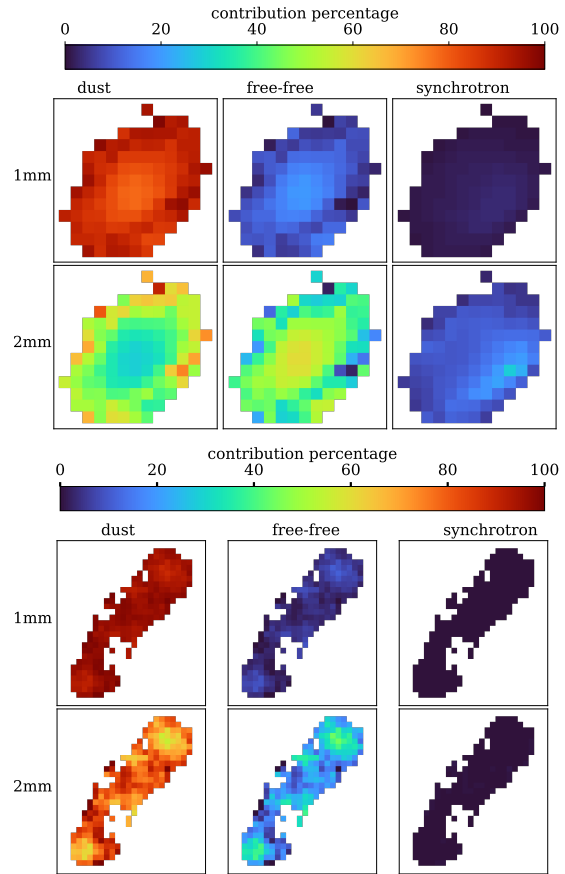 contribution percentage
0 20 40 60 80 100
dust free-free synchrotron
1mm
2mm
contribution percentage
0 20 40 60 80 100
dust free-free synchrotron
1mm
2mm